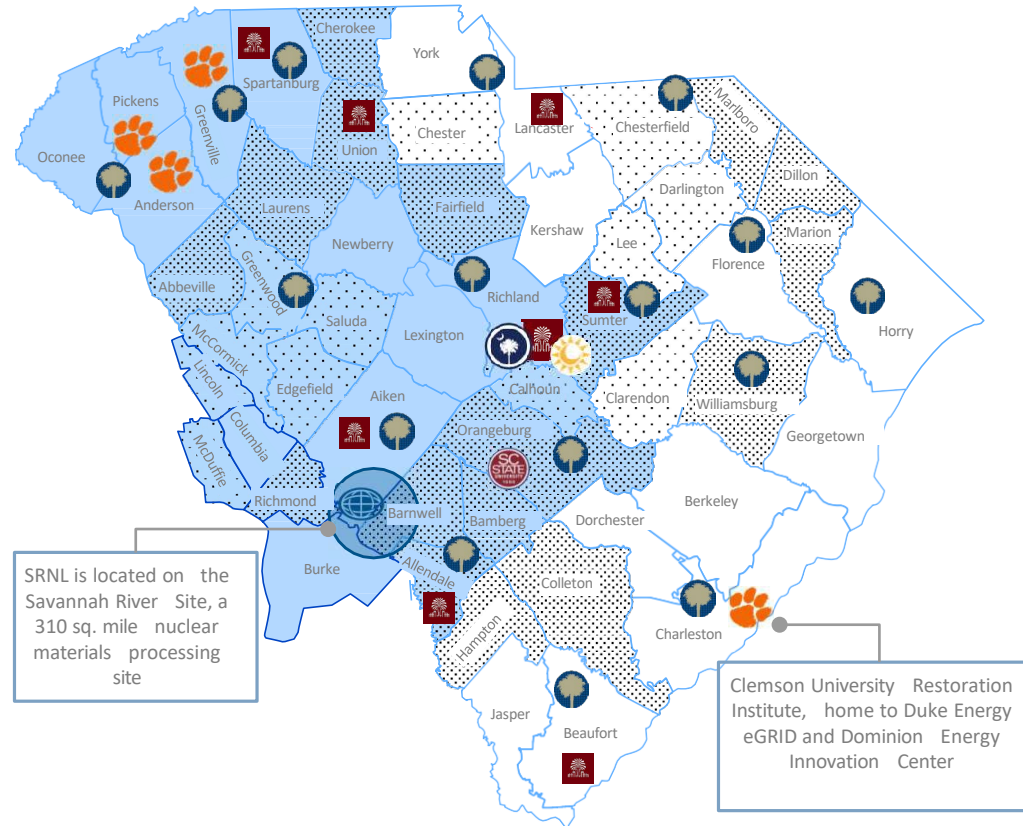 Cherokee
York
Spartanburg
Pickens
Greenville
Oconee
Anderson
Union
Chester
Lancaster
Chesterfield
Marlboro
Dillon
Darlington
Marion
Laurens
Fairfield
Newberry
Kershaw
Lee
Florence
Abbeville
Greenwood
Saluda
Richland
Sumter
Horry
Lexington
McCormick
Lincoln
Edgefield
Calhoun
Clarendon
Williamsburg
Aiken
Orangeburg
Georgetown
Columbia
McDuffie
SC
STATE
UNIVERSITY
1896
Richmond
Barnwell
Bamberg
Berkeley
Dorchester
Burke
Allendale
Colleton
Hampton
Charleston
Jasper
Beaufort
SRNL is located on the
Savannah River Site, a
310 sq. mile nuclear
materials processing
site
Clemson University Restoration
Institute, home to Duke Energy
eGRID and Dominion Energy
Innovation Center